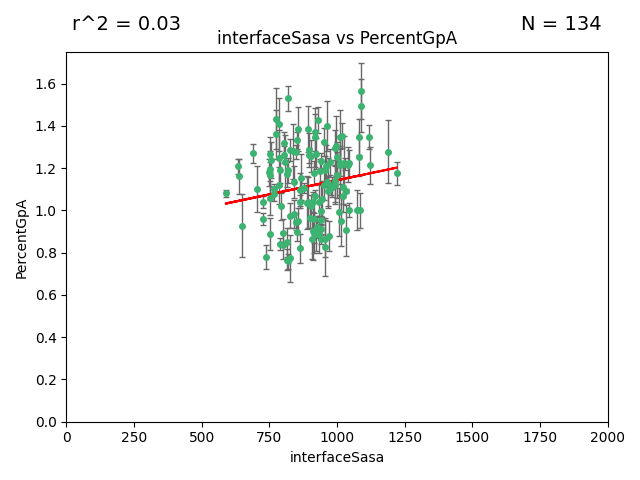 r^2 = 0.03
N = 134
interfaceSasa vs PercentGpA
PercentGpA
1.6
1.4
1.2
1.0
0.8
0.6
0.4
0.2
0.0
0 250 500 750 1000 1250 1500 1750 2000
interfaceSasa